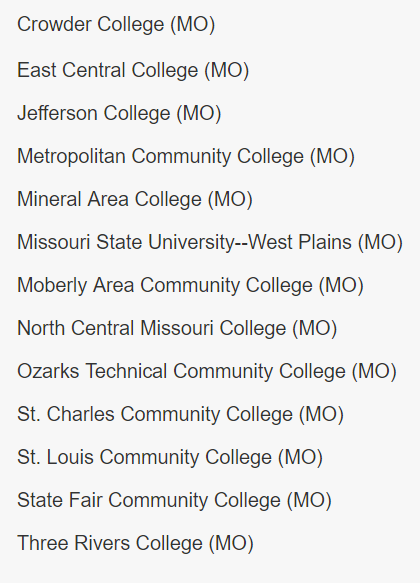 Crowder College (MO)
East Central College (MO)
Jefferson College (MO)
Metropolitan Community College (MO)
Mineral Area College (MO)
Missouri State University--West Plains (MO)
Moberly Area Community College (MO)
North Central Missouri College (MO)
Ozarks Technical Community College (MO)
St. Charles Community College (MO)
St. Louis Community College (MO)
State Fair Community College (MO)
Three Rivers College (MO)